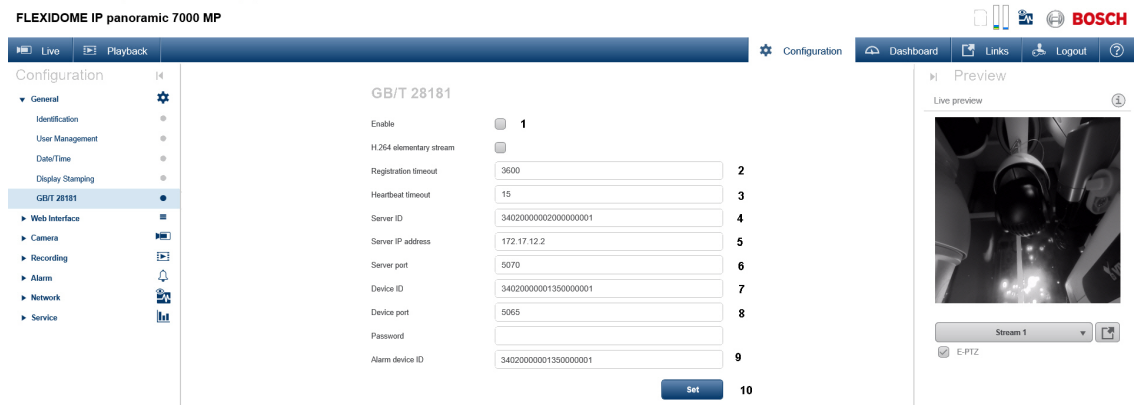 FLEXIDOME IP panoramic 7000 MP
BOSCH
Live
Playback
Configuration
Dashboard
Links
Logout
?
Configuration
General
Identification
User Management
Date/Time
Display Stamping
GB/T 28181
Web Interface
Camera
Recording
Alarm
Network
Service
GB/T 28181
Enable 1
H.264 elementary stream
Registration timeout 3600 2
Heartbeat timeout 15 3
Server ID 34020000002000000001 4
Server IP address 172.17.12.2 5
Server port 5070 6
Device ID 34020000001350000001 7
Device port 5065 8
Password
Alarm device ID 34020000001350000001 9
Set 10
Preview
Live preview
i
Stream 1
E-PTZ